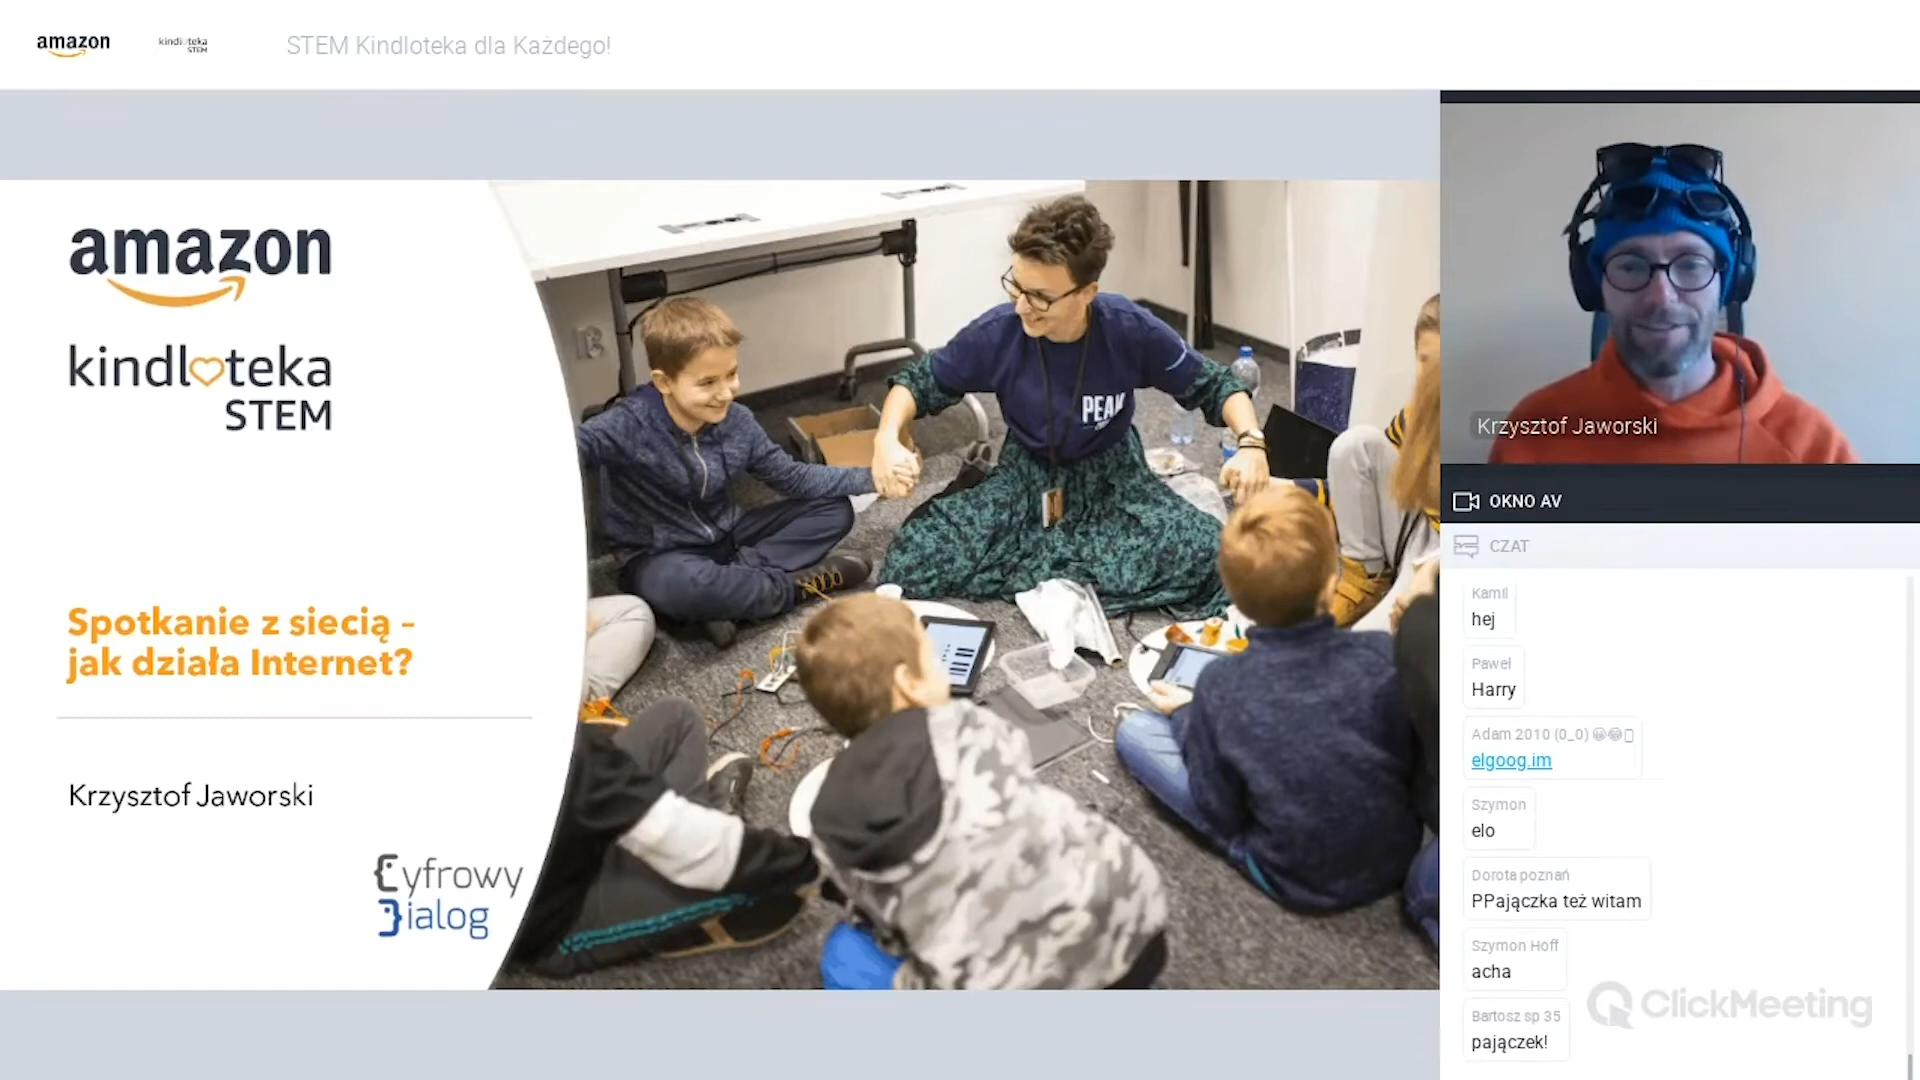 amazon
kindloteka
STEM
STEM Kindloteka dla Każdego!
amazon
kindloteka
STEM
Spotkanie z siecią –
jak działa Internet?
Krzysztof Jaworski
Cyfrowy
Dialog
PEAK
Krzysztof Jaworski
OKNO AV
CZAT
Kamil
hej
Paweł
Harry
Adam 2010 (0_0) 😀😂▯
elgoog.im
Szymon
elo
Dorota poznań
PPajączka też witam
Szymon Hoff
acha
Bartosz sp 35
pajączek!
ClickMeeting